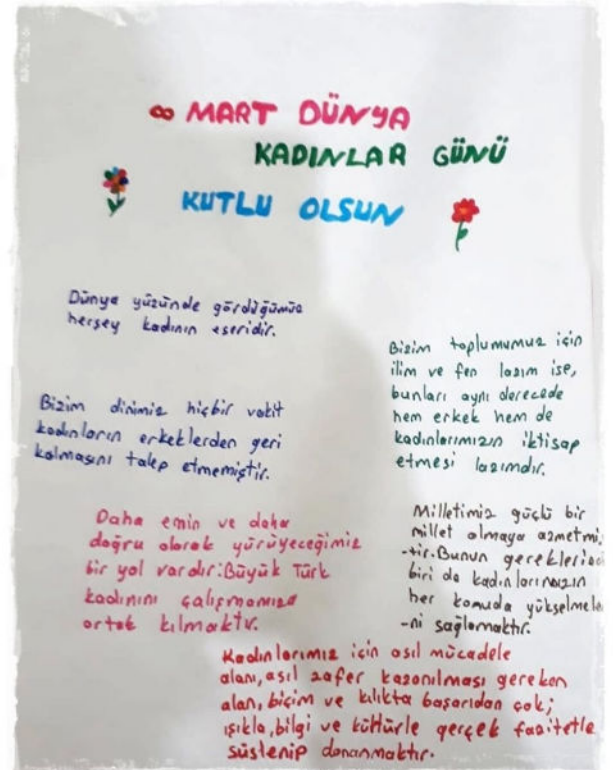 8 MART DÜNYA
KADINLAR GÜNÜ
KUTLU OLSUN
Dünya yüzünde gördüğümüz
herşey kadının eseridir.
Bizim toplumumuz için
ilim ve fen lazım ise,
bunları aynı derecede
hem erkek hem de
kadınlarımızın iktisap
etmesi lazımdır.
Bizim dinimiz hiçbir vakit
kadınların erkeklerden geri
kalmasını talep etmemiştir.
Daha emin ve daha
doğru olarak yürüyeceğimiz
bir yol vardır:Büyük Türk
kadınını çalışmamıza
ortak kılmaktır.
Milletimiz güçlü bir
millet olmaya azmetmiş
-tir.Bunun gereklerinden
biri de kadınlarımızın
her konuda yükselmele
-ni sağlamaktır.
Kadınlarımız için asıl mücadele
alanı,asıl zafer kazanılması gereken
alan,biçim ve kılıkta başarıdan çok;
ışıkla,bilgi ve kültürle gerçek fazitetle
süslenip donanmaktır.